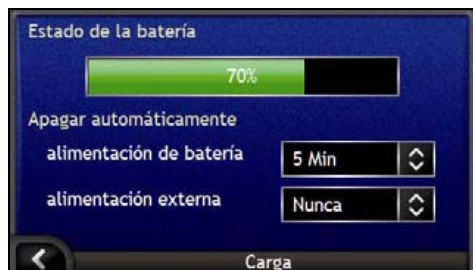 Estado de la batería
70%
Apagar automáticamente
alimentación de batería
5 Min
alimentación externa
Nunca
Carga